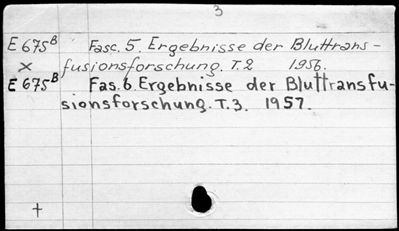 3
E 675B Fasc. 5. Ergebnisse der Bluttrans-
× fusionsforschung. T.2 1956.
E 675B Fas. 6. Ergebnisse der Bluttransfu-
sionsforschung. T.3. 1957.
+